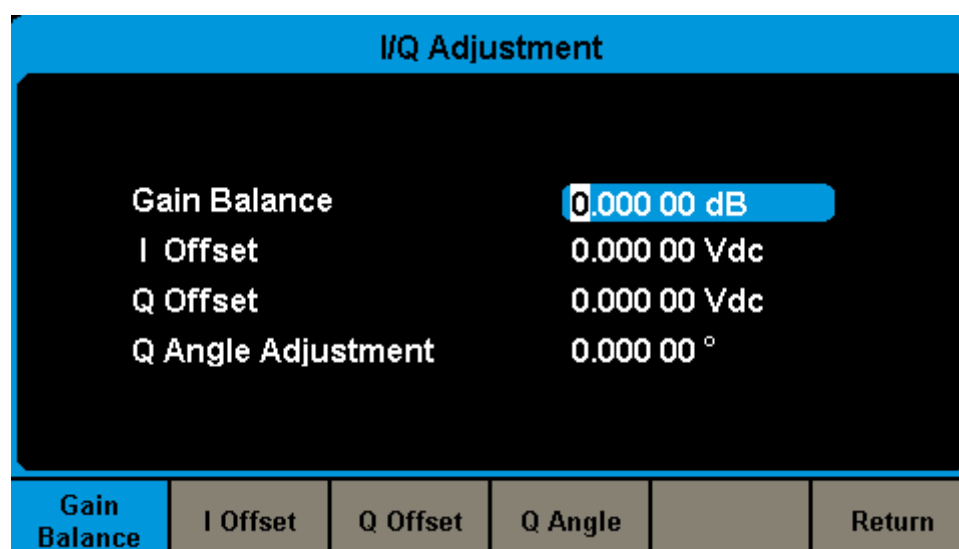 I/Q Adjustment
Gain Balance 0.000 00 dB
I Offset 0.000 00 Vdc
Q Offset 0.000 00 Vdc
Q Angle Adjustment 0.000 00 °
Gain Balance I Offset Q Offset Q Angle Return